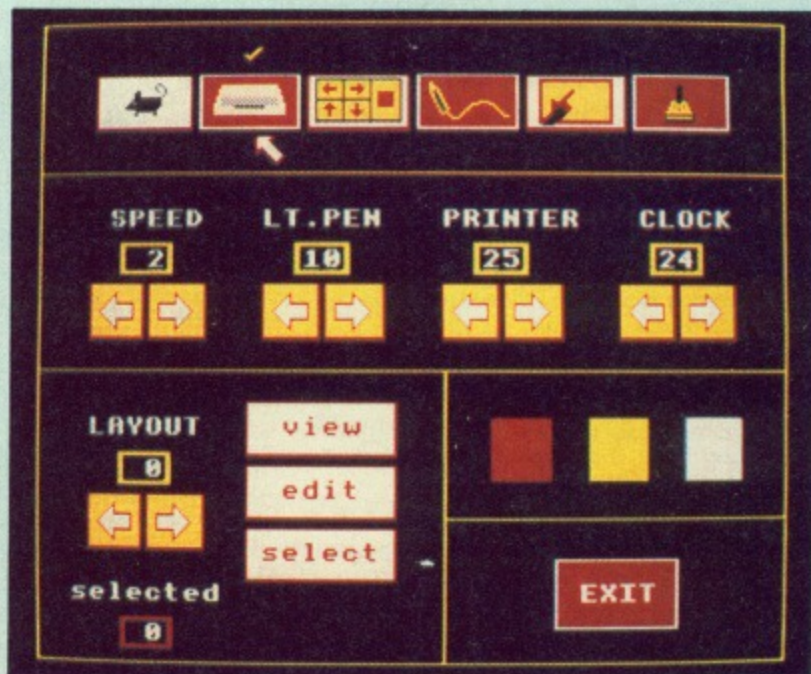 SPEED LT.PEN PRINTER CLOCK
2 10 25 24
LAYOUT
0
view
edit
select
selected
0
EXIT